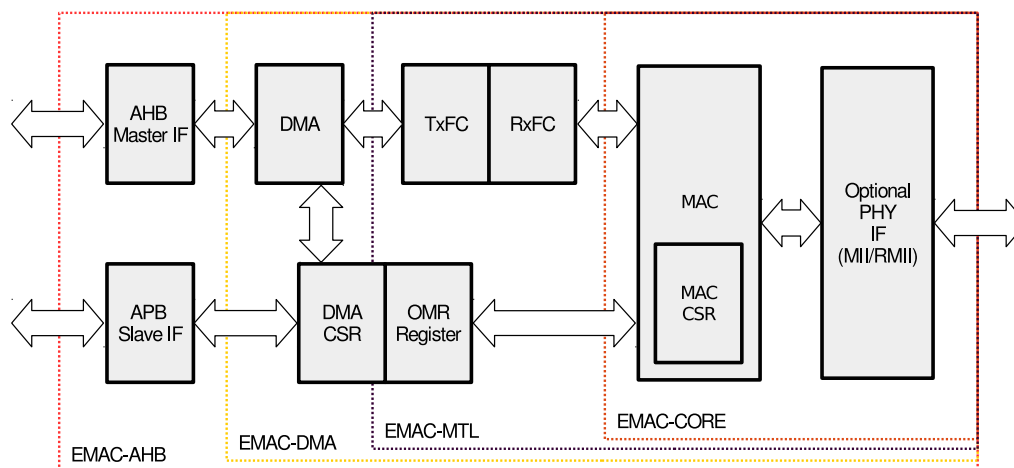 AHB
Master IF
DMA
TxFC
RxFC
MAC
Optional
PHY
IF
(MII/RMII)
APB
Slave IF
DMA
CSR
OMR
Register
MAC
CSR
EMAC-AHB
EMAC-DMA
EMAC-MTL
EMAC-CORE